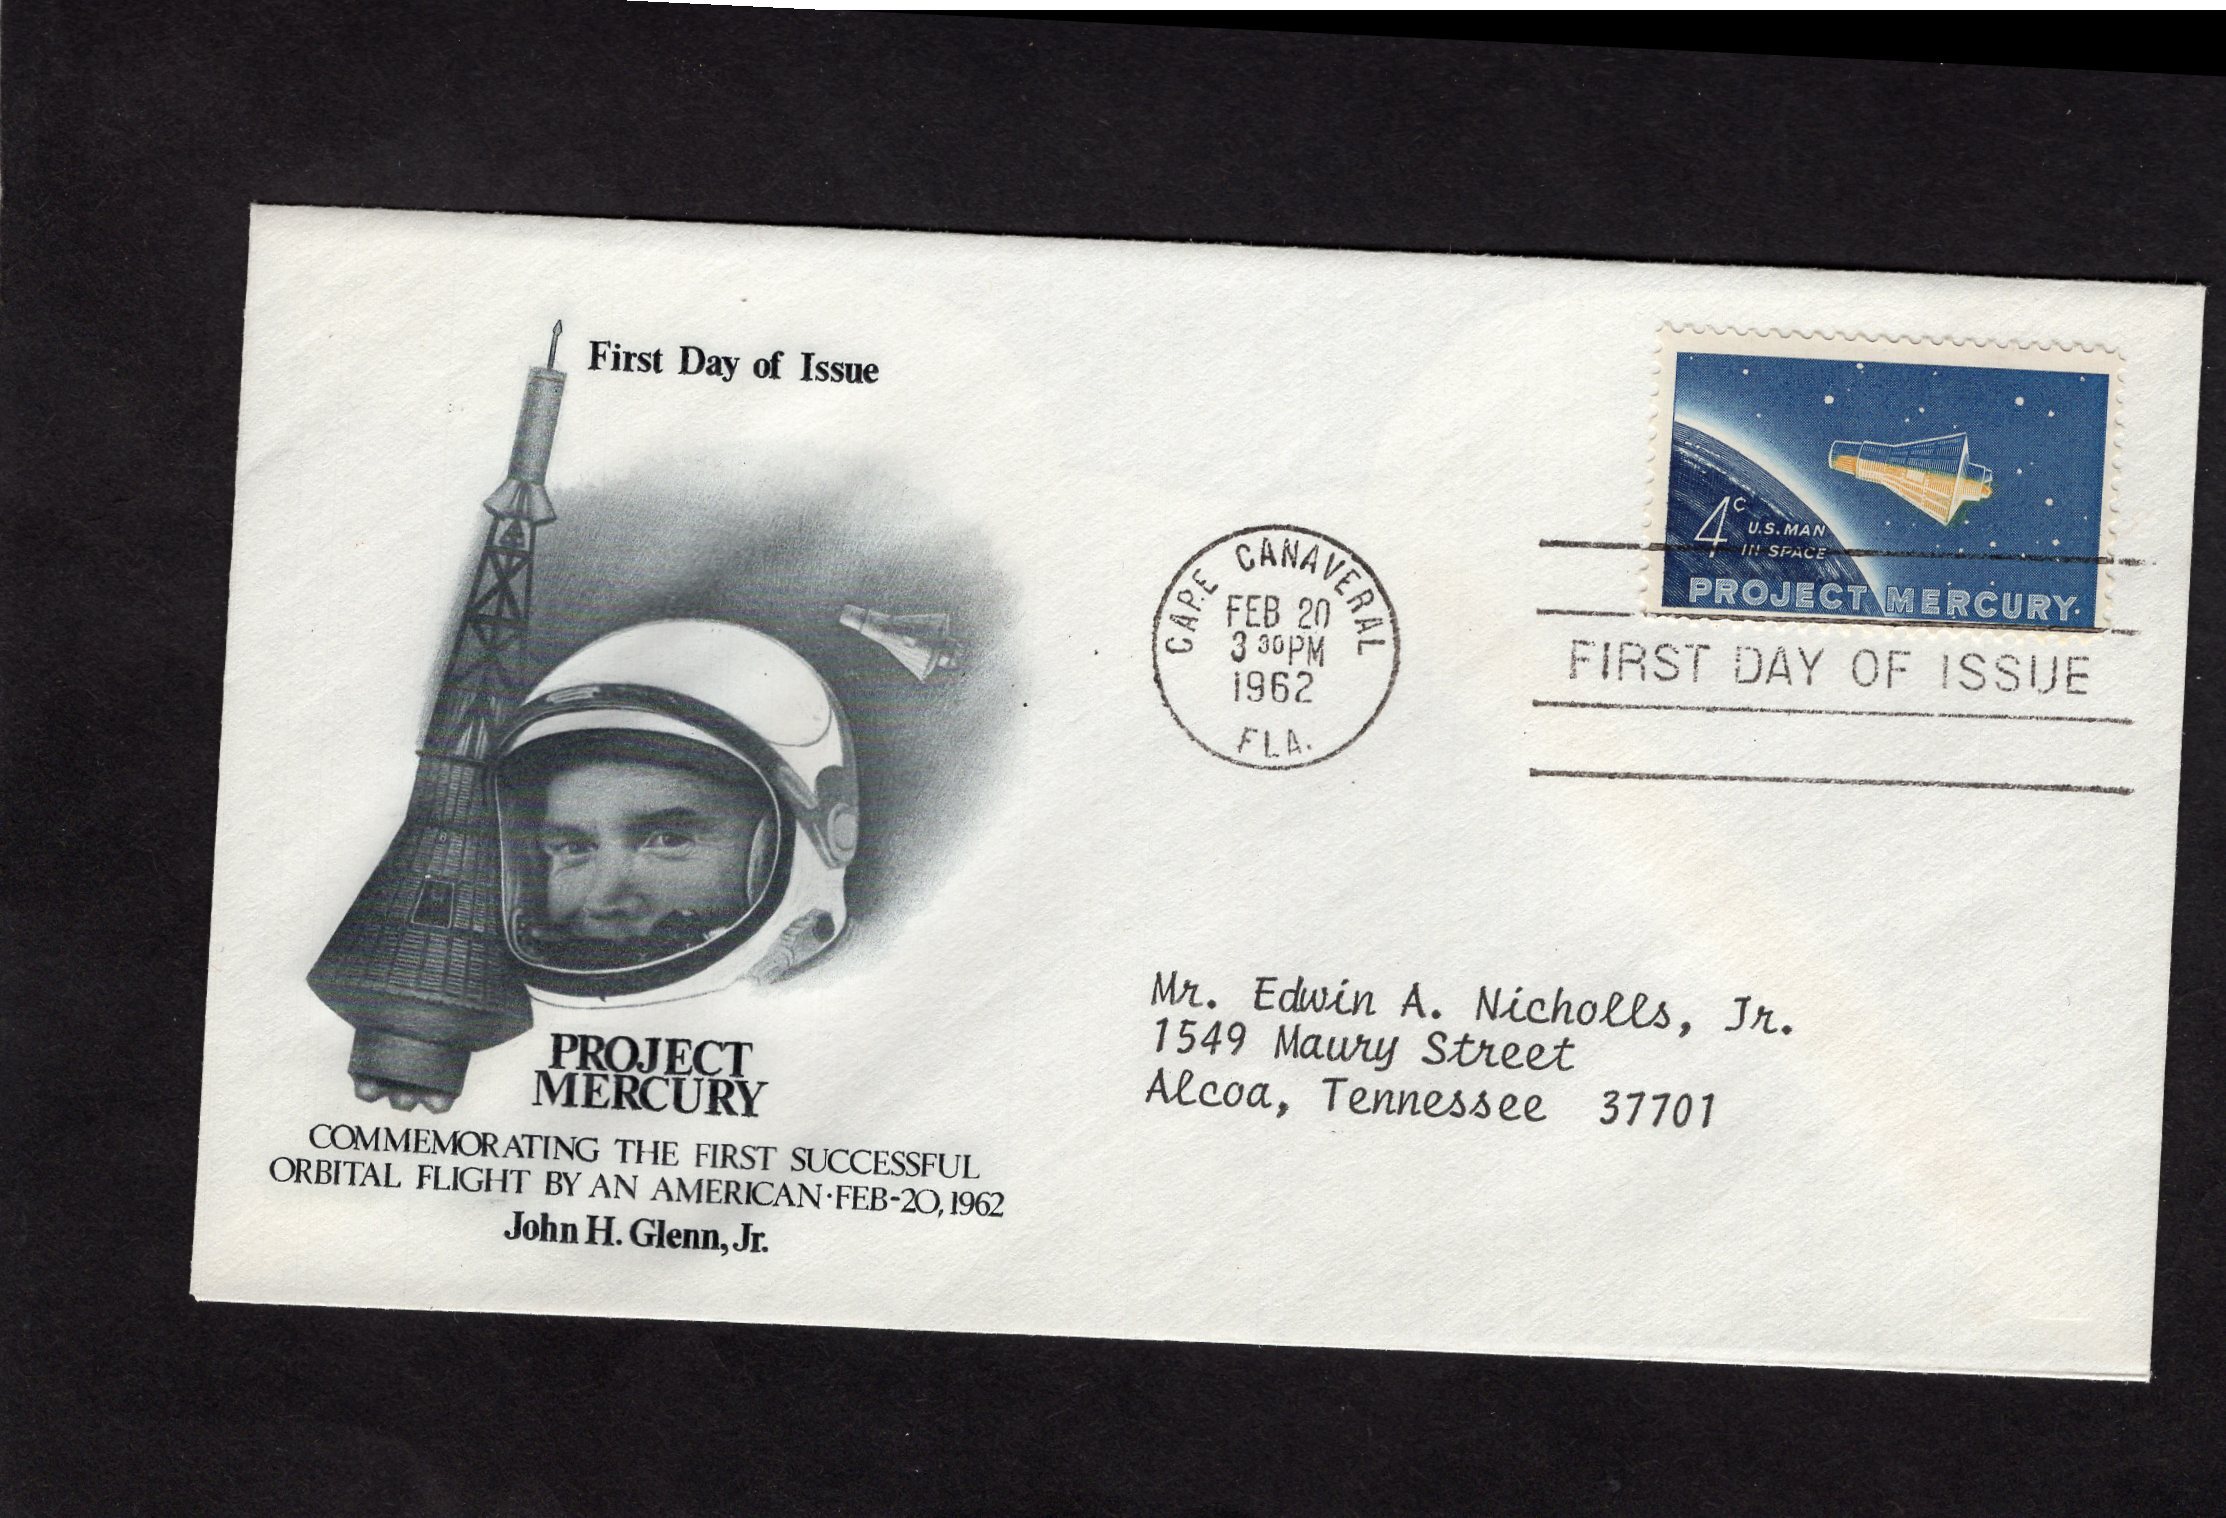 First Day of Issue
4c
U.S. MAN
IN SPACE
PROJECT MERCURY
CAPE CANAVERAL
FEB 20
3 30 PM
1962
FLA.
FIRST DAY OF ISSUE
Mr. Edwin A. Nicholls, Jr.
1549 Maury Street
Alcoa, Tennessee 37701
PROJECT
MERCURY
COMMEMORATING THE FIRST SUCCESSFUL
ORBITAL FLIGHT BY AN AMERICAN·FEB-20, 1962
John H. Glenn, Jr.